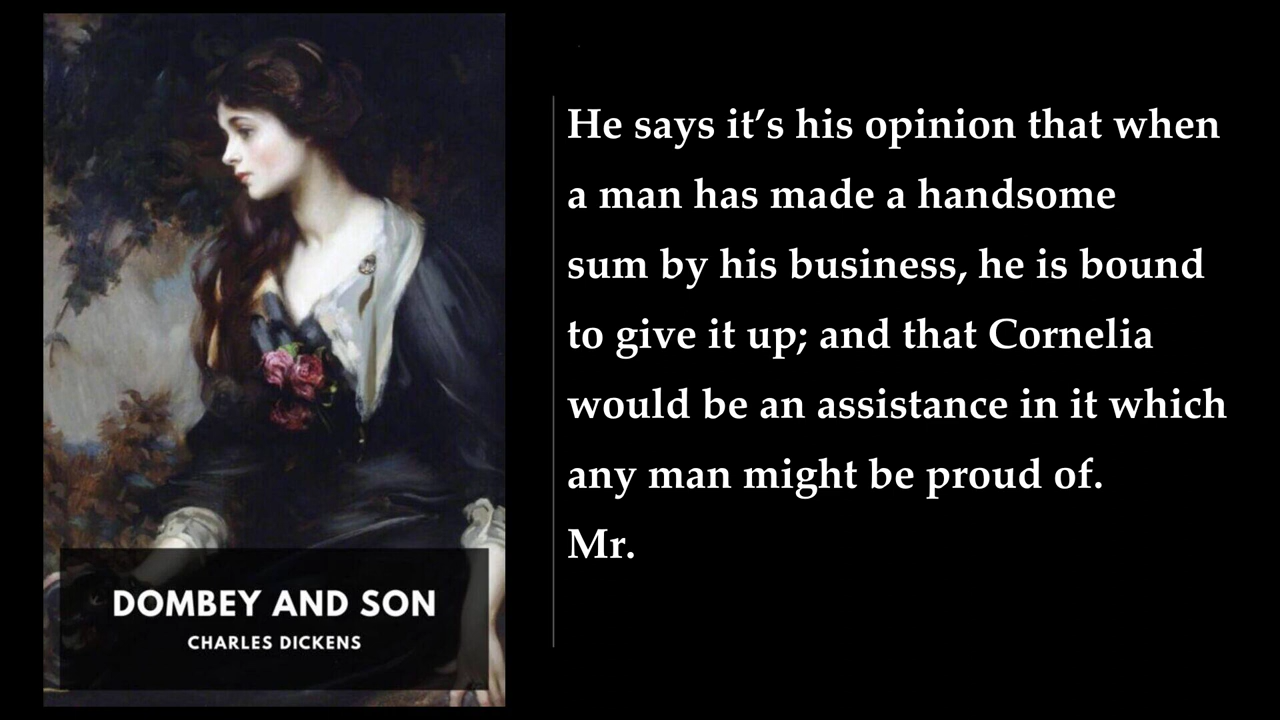 DOMBEY AND SON
CHARLES DICKENS
He says it’s his opinion that when
a man has made a handsome
sum by his business, he is bound
to give it up; and that Cornelia
would be an assistance in it which
any man might be proud of.
Mr.